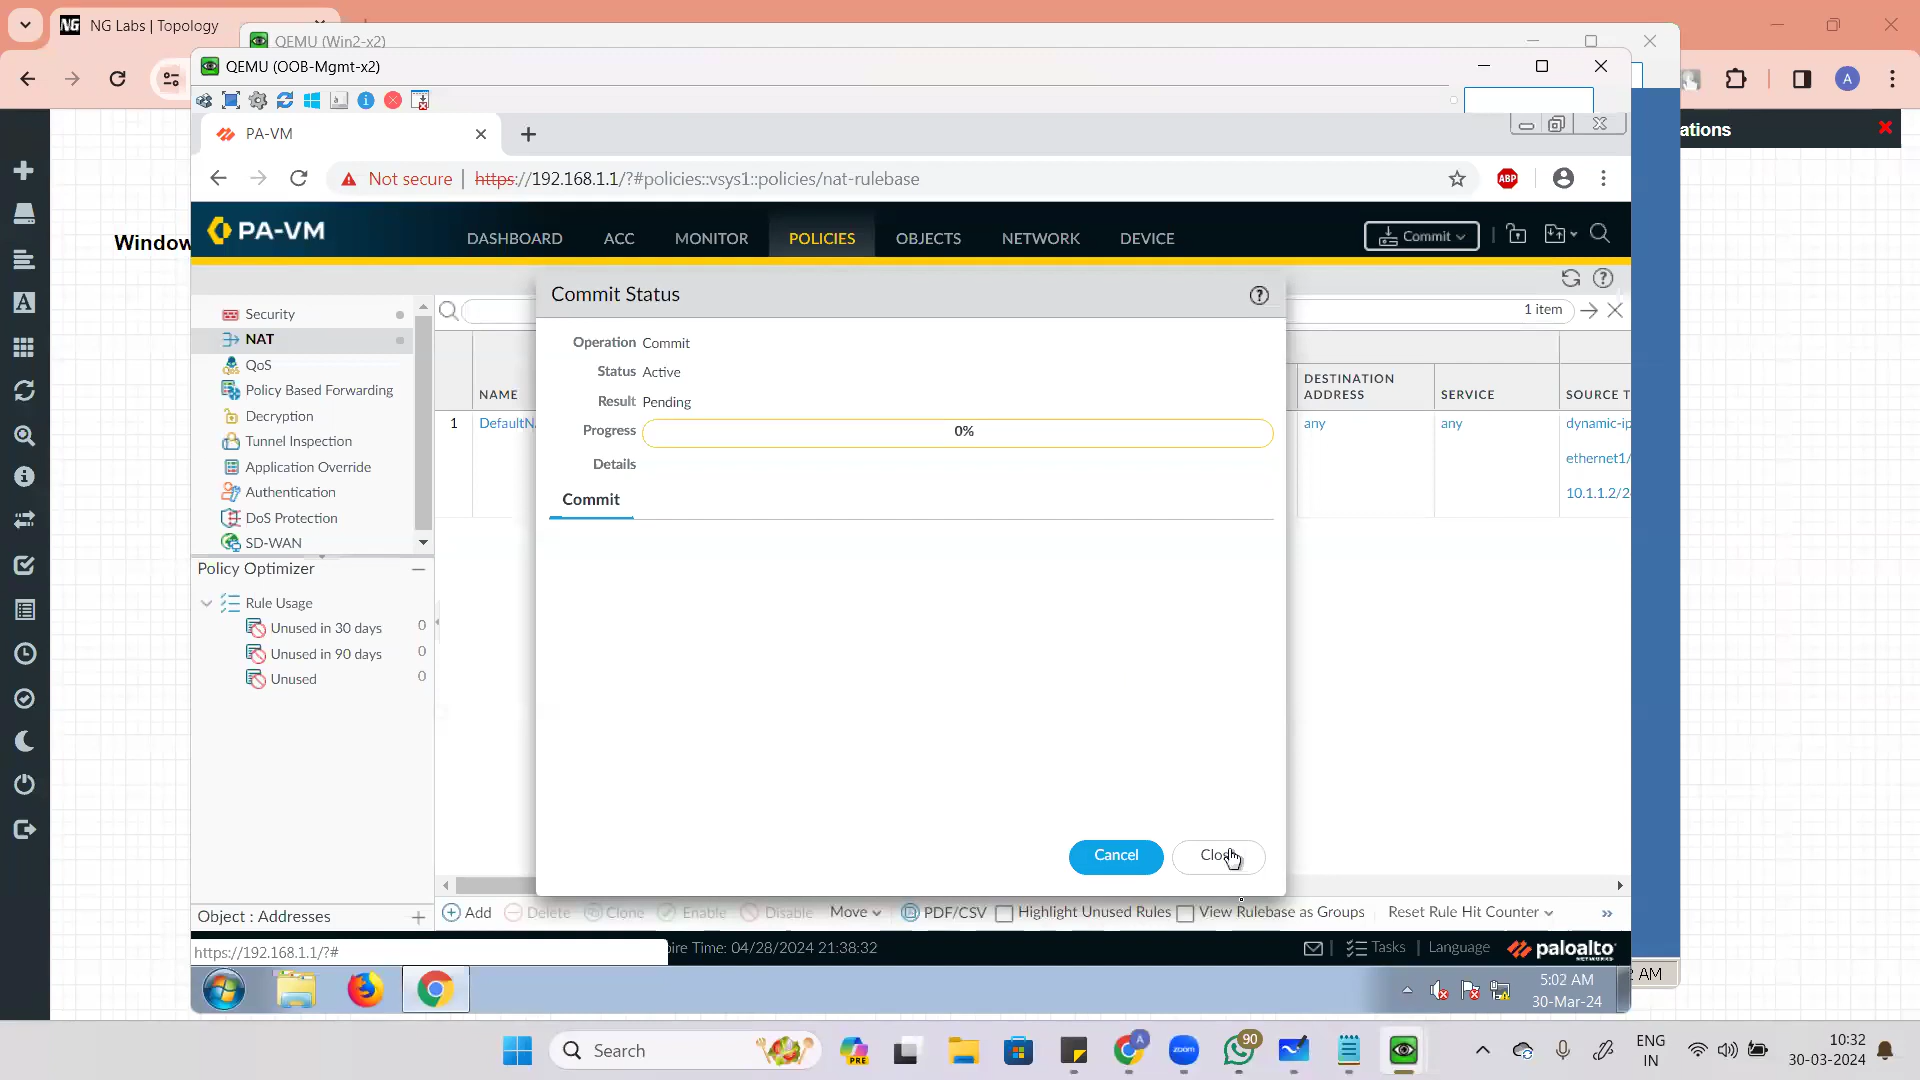 NG Labs | Topology
QEMU (Win2-x2)
QEMU (OOB-Mgmt-x2)
PA-VM
Not secure | https://192.168.1.1/?#policies::vsys1::policies/nat-rulebase
ABP
A
ations
Window
PA-VM
DASHBOARD
ACC
MONITOR
POLICIES
OBJECTS
NETWORK
DEVICE
Commit
Security
NAT
QoS
Policy Based Forwarding
Decryption
Tunnel Inspection
Application Override
Authentication
DoS Protection
SD-WAN
Policy Optimizer
Rule Usage
Unused in 30 days 0
Unused in 90 days 0
Unused 0
Object : Addresses
1 item
NAME
DESTINATION ADDRESS
SERVICE
SOURCE T
1
DefaultN
any
any
dynamic-ip
ethernet1/
10.1.1.2/2
Commit Status
Operation Commit
Status Active
Result Pending
Progress 0%
Details
Commit
Cancel
Add
Delete
Clone
Enable
Disable
Move
PDF/CSV
Highlight Unused Rules
View Rulebase as Groups
Reset Rule Hit Counter
https://192.168.1.1/?#
ire Time: 04/28/2024 21:38:32
Tasks
Language
paloalto
NETWORKS
5:02 AM
30-Mar-24
AM
Search
PRE
A
zoom
90
ENG
IN
10:32
30-03-2024